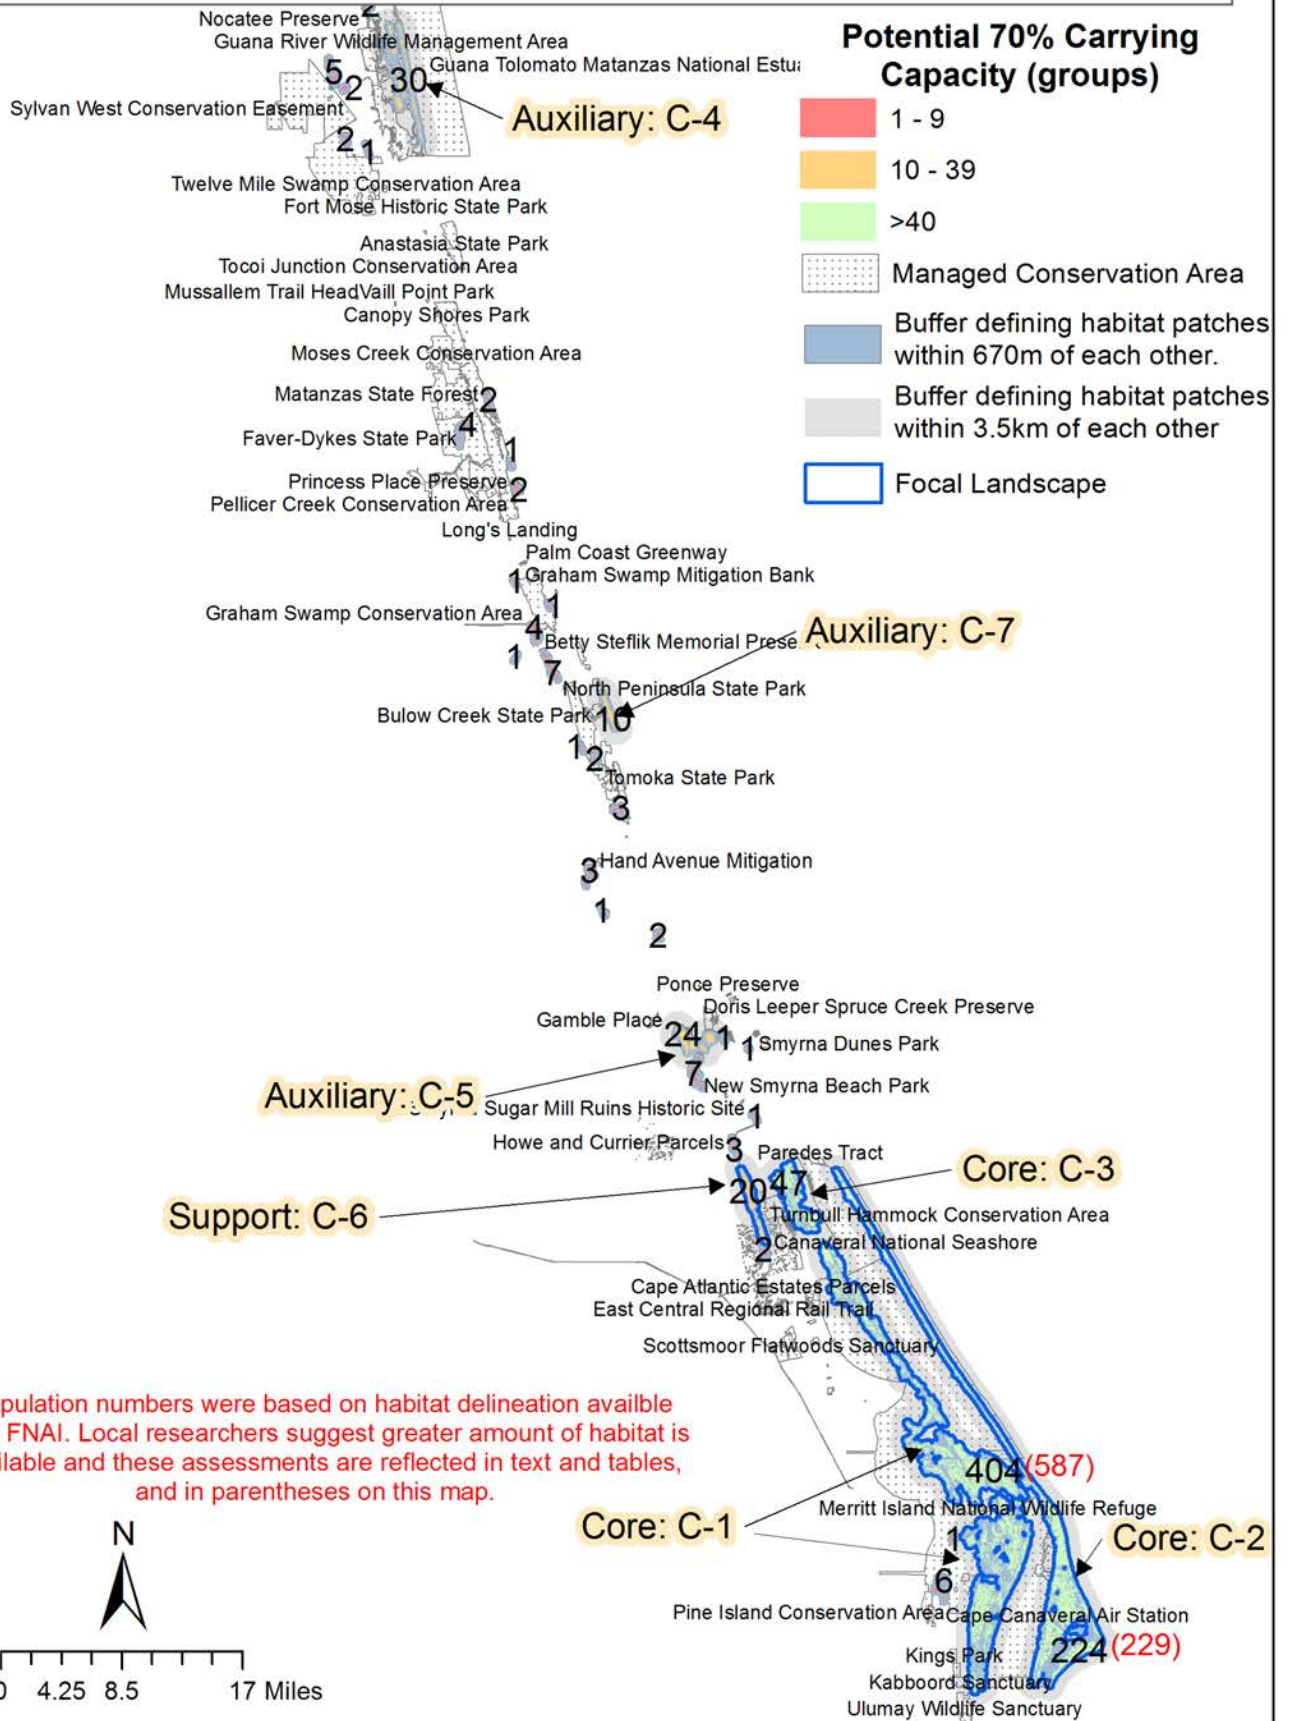 2
Nocatee Preserve
Guana River Wildlife Management Area
Guana Tolomato Matanzas National Estu
5
2
30
Sylvan West Conservation Easement
Auxiliary: C-4
2
1
Twelve Mile Swamp Conservation Area
Fort Mose Historic State Park
Anastasia State Park
Tocoi Junction Conservation Area
Mussallem Trail HeadVaill Point Park
Canopy Shores Park
Moses Creek Conservation Area
Matanzas State Forest
2
4
Faver-Dykes State Park
1
Princess Place Preserve
2
Pellicer Creek Conservation Area
Long's Landing
Palm Coast Greenway
1
Graham Swamp Mitigation Bank
1
Graham Swamp Conservation Area
4
Betty Steflik Memorial Prese
Auxiliary: C-7
1
7
North Peninsula State Park
Bulow Creek State Park
10
1
2
Tomoka State Park
3
Hand Avenue Mitigation
3
1
2
Ponce Preserve
Doris Leeper Spruce Creek Preserve
Gamble Place
24
1
1
Smyrna Dunes Park
7
New Smyrna Beach Park
Auxiliary: C-5
Sugar Mill Ruins Historic Site
1
Howe and Currier Parcels
3
Paredes Tract
Core: C-3
20
47
Support: C-6
Turnbull Hammock Conservation Area
2
Canaveral National Seashore
Cape Atlantic Estates Parcels
East Central Regional Rail Trail
Scottsmoor Flatwoods Sanctuary
404
(587)
Merritt Island National Wildlife Refuge
Core: C-1
1
Core: C-2
6
Pine Island Conservation Area
Cape Canaveral Air Station
224
(229)
Kings Park
Kabboord Sanctuary
Ulumay Wildlife Sanctuary
Potential 70% Carrying
Capacity (groups)
1 - 9
10 - 39
>40
Managed Conservation Area
Buffer defining habitat patches
within 670m of each other.
Buffer defining habitat patches
within 3.5km of each other
Focal Landscape
pulation numbers were based on habitat delineation availble
FNAI. Local researchers suggest greater amount of habitat is
ilable and these assessments are reflected in text and tables,
and in parentheses on this map.
N
0 4.25 8.5 17 Miles